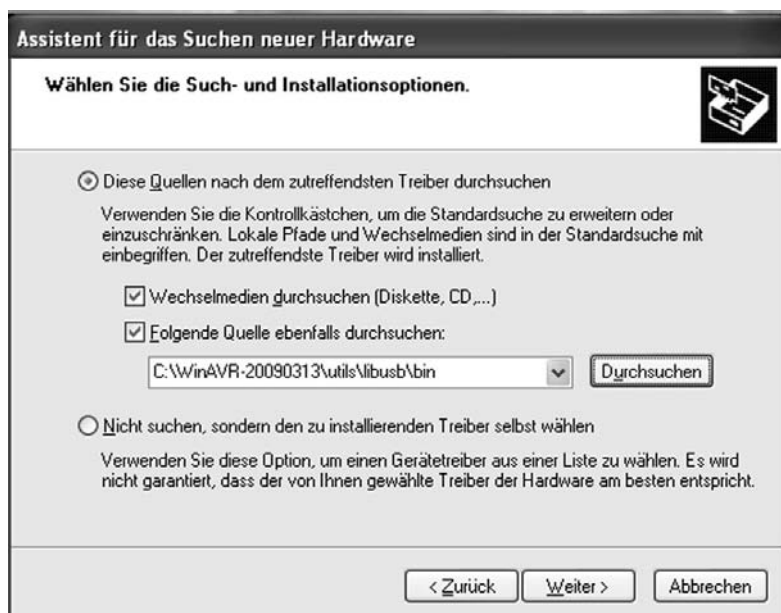 Assistent für das Suchen neuer Hardware
Wählen Sie die Such- und Installationsoptionen.
Diese Quellen nach dem zutreffendsten Treiber durchsuchen
Verwenden Sie die Kontrollkästchen, um die Standardsuche zu erweitern oder
einzuschränken. Lokale Pfade und Wechselmedien sind in der Standardsuche mit
einbegriffen. Der zutreffendste Treiber wird installiert.
Wechselmedien durchsuchen (Diskette, CD,...)
Folgende Quelle ebenfalls durchsuchen:
C:\WinAVR-20090313\utils\libusb\bin
Durchsuchen
Nicht suchen, sondern den zu installierenden Treiber selbst wählen
Verwenden Sie diese Option, um einen Gerätetreiber aus einer Liste zu wählen. Es wird
nicht garantiert, dass der von Ihnen gewählte Treiber der Hardware am besten entspricht.
< Zurück Weiter > Abbrechen